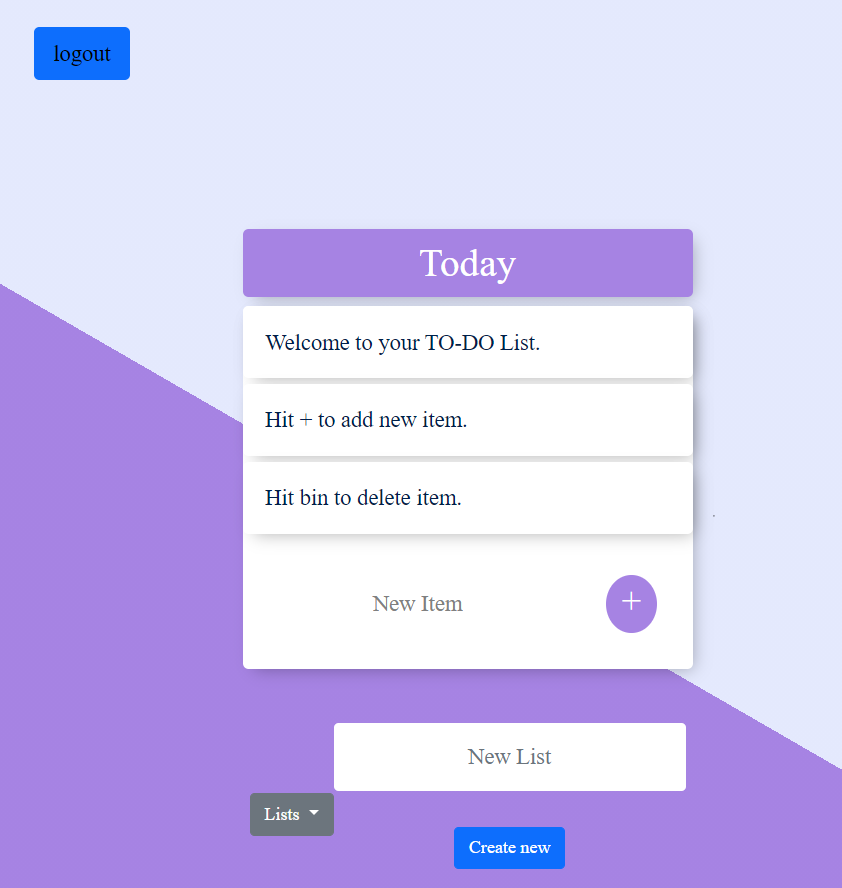 logout
Today
Welcome to your TO-DO List.
Hit + to add new item.
Hit bin to delete item.
New Item
+
New List
Lists
Create new